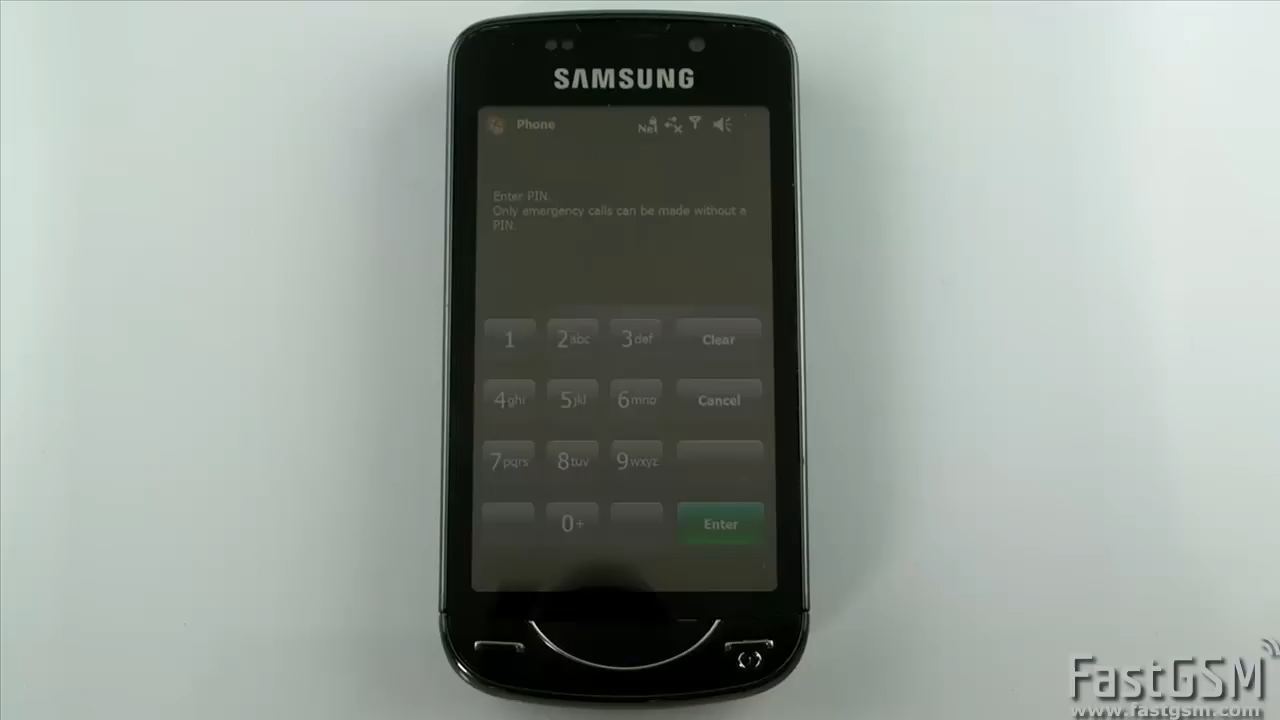 SAMSUNG
Phone
Enter PIN.
Only emergency calls can be made without a
PIN.
1 2abc 3def Clear
4ghi 5jkl 6mno Cancel
7pqrs 8tuv 9wxyz
0+ Enter
FastGSM
www.fastgsm.com